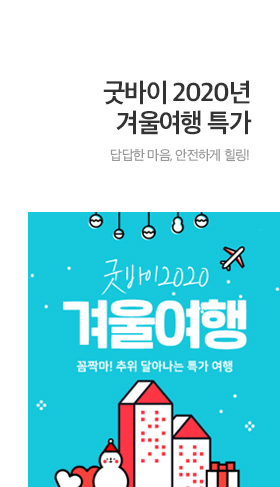 굿바이 2020년
겨울여행 특가
답답한 마음, 안전하게 힐링!
굿바이2020
겨울여행
꼼짝마! 추위 달아나는 특가 여행